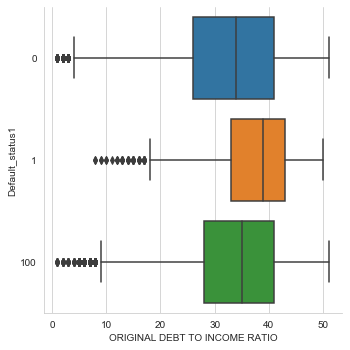 0
1
100
Default_status1
0 10 20 30 40 50
ORIGINAL DEBT TO INCOME RATIO